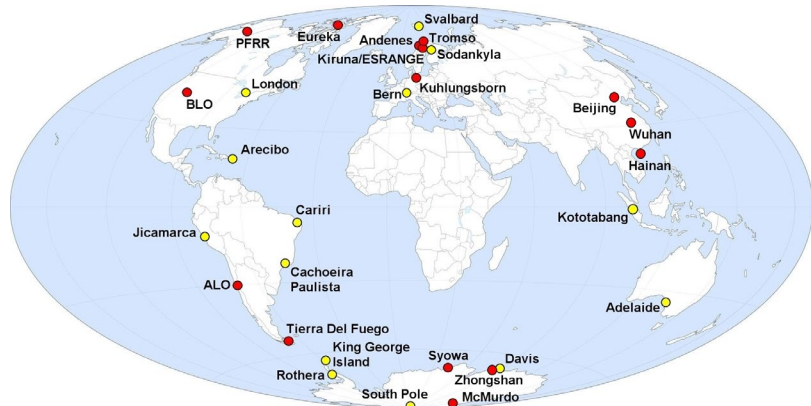 Svalbard
PFRR
Eureka
Andenes
Tromso
Kiruna/ESRANGE
Sodankyla
London
Bern
Kuhlungsborn
BLO
Beijing
Wuhan
Arecibo
Hainan
Cariri
Kototabang
Jicamarca
Cachoeira
Paulista
ALO
Adelaide
Tierra Del Fuego
King George
Island
Rothera
Syowa
Davis
Zhongshan
South Pole
McMurdo